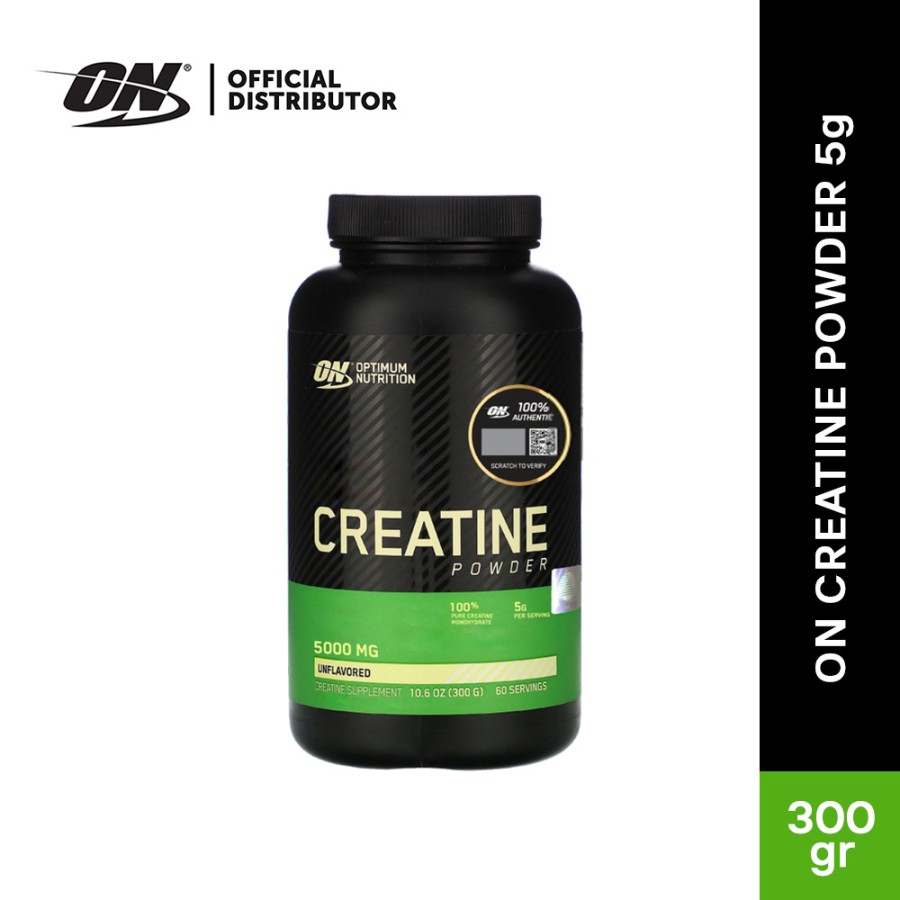 ON®
OFFICIAL
DISTRIBUTOR
ON®
OPTIMUM
NUTRITION
ON.
100%
AUTHENTIC
SCRATCH TO VERIFY
CREATINE
POWDER
100%
PURE CREATINE
MONOHYDRATE
5G
PER SERVING
5000 MG
UNFLAVORED
CREATINE SUPPLEMENT 10.6 OZ (300 G) 60 SERVINGS
ON CREATINE POWDER 5g
300
gr